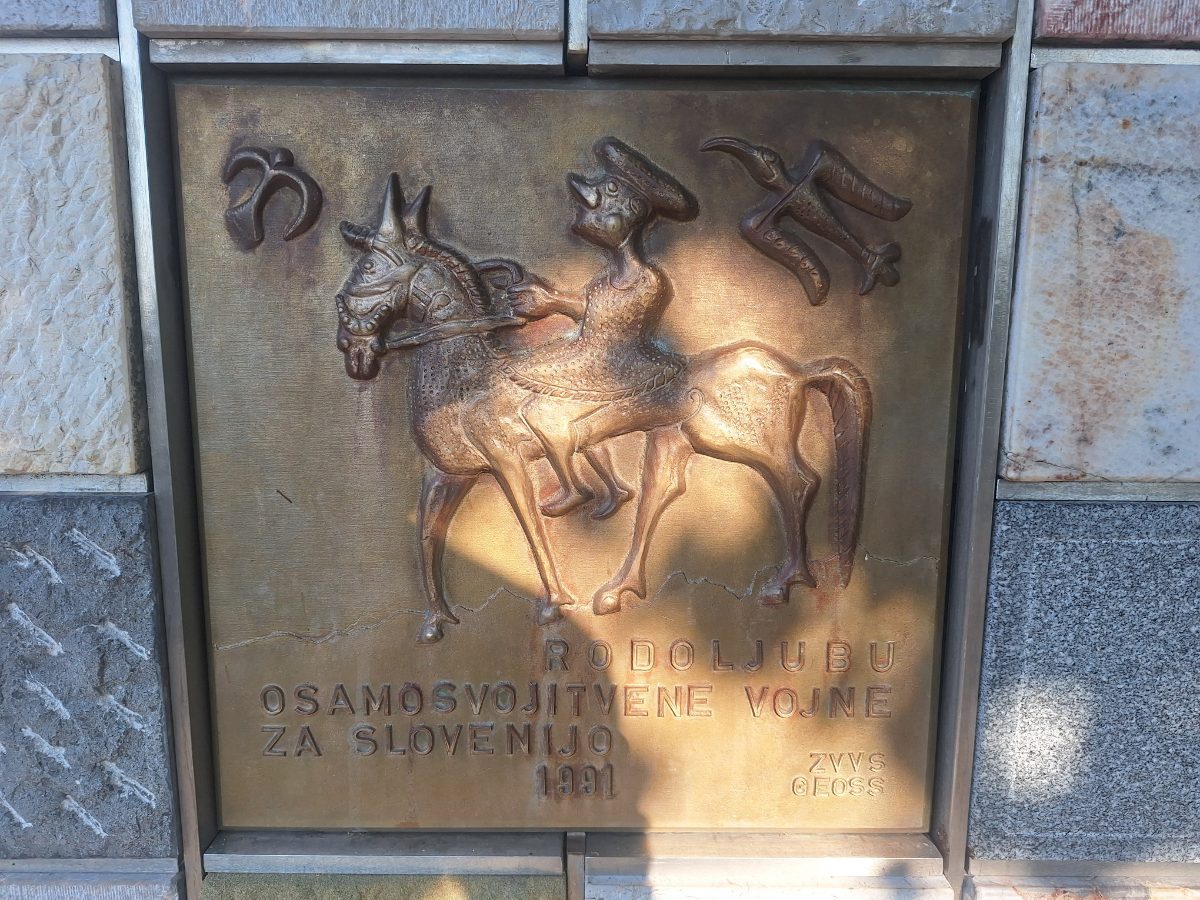 RODOLJUBU
OSAMOSVOJITVENE VOJNE
ZA SLOVENIJO
1991
ZVVS
GEOSS